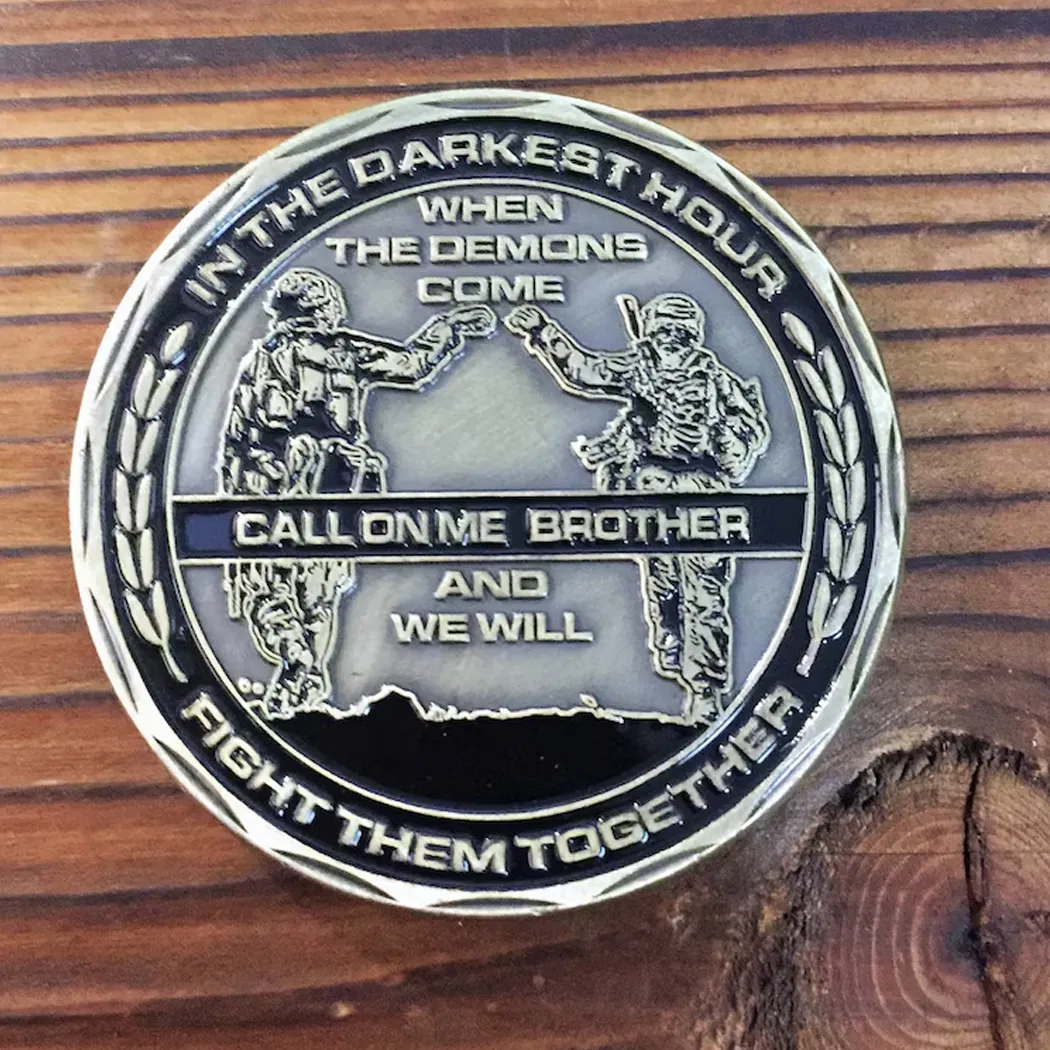 IN THE DARKEST HOUR
WHEN
THE DEMONS
COME
CALL ON ME BROTHER
AND
WE WILL
FIGHT THEM TOGETHER